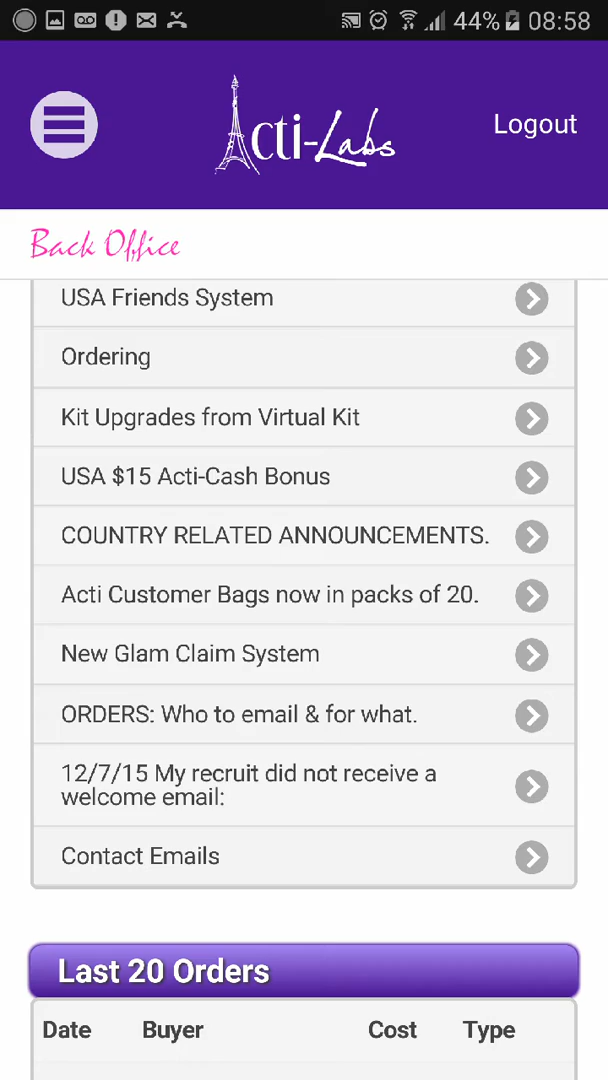 44% 08:58
Acti-Labs
Logout
Back Office
USA Friends System
Ordering
Kit Upgrades from Virtual Kit
USA $15 Acti-Cash Bonus
COUNTRY RELATED ANNOUNCEMENTS.
Acti Customer Bags now in packs of 20.
New Glam Claim System
ORDERS: Who to email & for what.
12/7/15 My recruit did not receive a
welcome email:
Contact Emails
Last 20 Orders
Date Buyer Cost Type